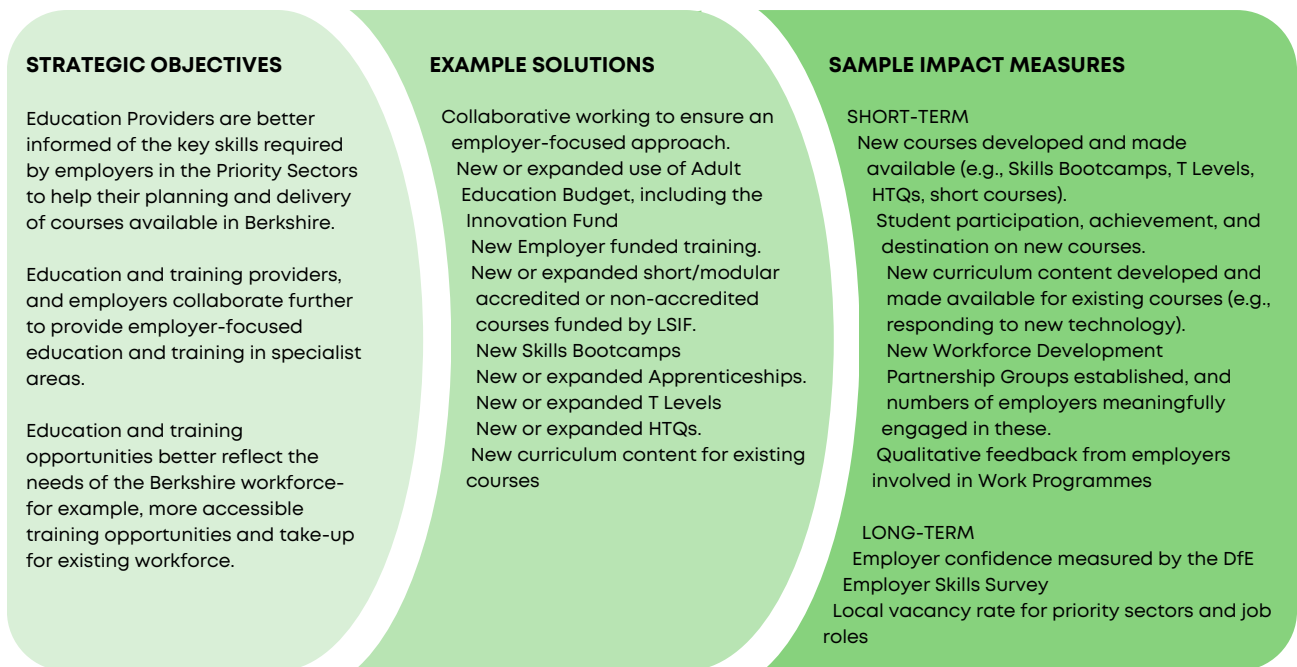 STRATEGIC OBJECTIVES
Education Providers are better
informed of the key skills required
by employers in the Priority Sectors
to help their planning and delivery
of courses available in Berkshire.
Education and training providers,
and employers collaborate further
to provide employer-focused
education and training in specialist
areas.
Education and training
opportunities better reflect the
needs of the Berkshire workforce-
for example, more accessible
training opportunities and take-up
for existing workforce.
EXAMPLE SOLUTIONS
Collaborative working to ensure an
employer-focused approach.
New or expanded use of Adult
Education Budget, including the
Innovation Fund
New Employer funded training.
New or expanded short/modular
accredited or non-accredited
courses funded by LSIF.
New Skills Bootcamps
New or expanded Apprenticeships.
New or expanded T Levels
New or expanded HTQs.
New curriculum content for existing
courses
SAMPLE IMPACT MEASURES
SHORT-TERM
New courses developed and made
available (e.g., Skills Bootcamps, T Levels,
HTQs, short courses).
Student participation, achievement, and
destination on new courses.
New curriculum content developed and
made available for existing courses (e.g.,
responding to new technology).
New Workforce Development
Partnership Groups established, and
numbers of employers meaningfully
engaged in these.
Qualitative feedback from employers
involved in Work Programmes
LONG-TERM
Employer confidence measured by the DfE
Employer Skills Survey
Local vacancy rate for priority sectors and job
roles